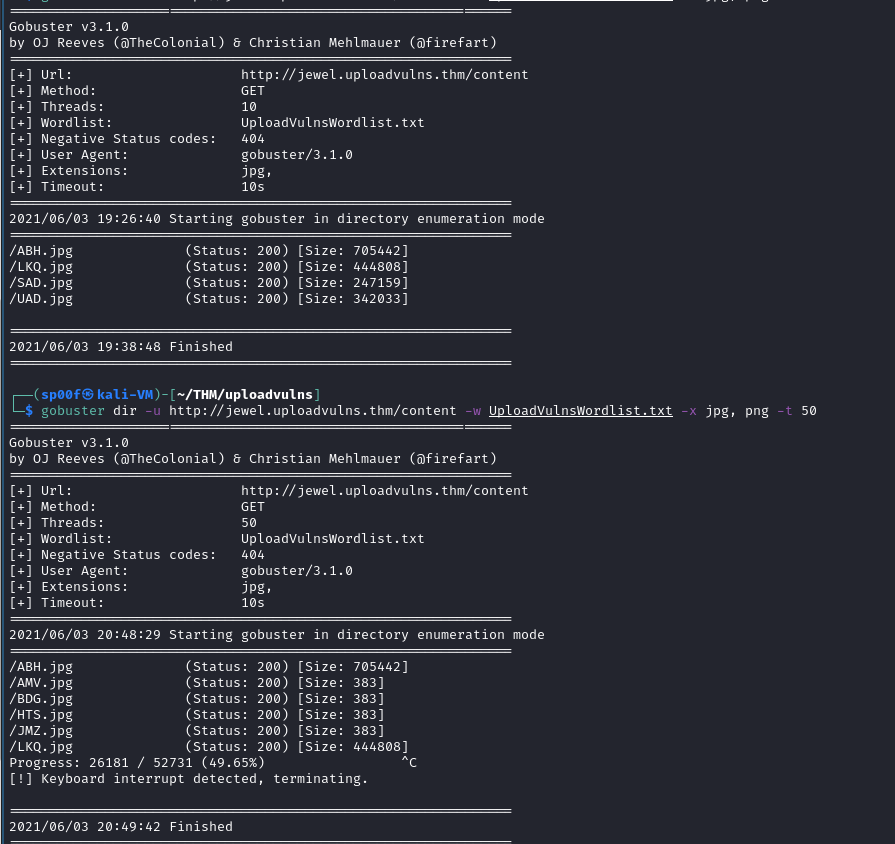 Gobuster v3.1.0
by OJ Reeves (@TheColonial) & Christian Mehlmauer (@firefart)
[+] Url:                     http://jewel.uploadvulns.thm/content
[+] Method:                  GET
[+] Threads:                 10
[+] Wordlist:                UploadVulnsWordlist.txt
[+] Negative Status codes:   404
[+] User Agent:              gobuster/3.1.0
[+] Extensions:              jpg,
[+] Timeout:                 10s
2021/06/03 19:26:40 Starting gobuster in directory enumeration mode
/ABH.jpg              (Status: 200) [Size: 705442]
/LKQ.jpg              (Status: 200) [Size: 444808]
/SAD.jpg              (Status: 200) [Size: 247159]
/UAD.jpg              (Status: 200) [Size: 342033]
2021/06/03 19:38:48 Finished
┌──(sp00f㉿kali-VM)-[~/THM/uploadvulns]
└─$ gobuster dir -u http://jewel.uploadvulns.thm/content -w UploadVulnsWordlist.txt -x jpg, png -t 50
Gobuster v3.1.0
by OJ Reeves (@TheColonial) & Christian Mehlmauer (@firefart)
[+] Url:                     http://jewel.uploadvulns.thm/content
[+] Method:                  GET
[+] Threads:                 50
[+] Wordlist:                UploadVulnsWordlist.txt
[+] Negative Status codes:   404
[+] User Agent:              gobuster/3.1.0
[+] Extensions:              jpg,
[+] Timeout:                 10s
2021/06/03 20:48:29 Starting gobuster in directory enumeration mode
/ABH.jpg              (Status: 200) [Size: 705442]
/AMV.jpg              (Status: 200) [Size: 383]
/BDG.jpg              (Status: 200) [Size: 383]
/HTS.jpg              (Status: 200) [Size: 383]
/JMZ.jpg              (Status: 200) [Size: 383]
/LKQ.jpg              (Status: 200) [Size: 444808]
Progress: 26181 / 52731 (49.65%)                 ^C
[!] Keyboard interrupt detected, terminating.
2021/06/03 20:49:42 Finished